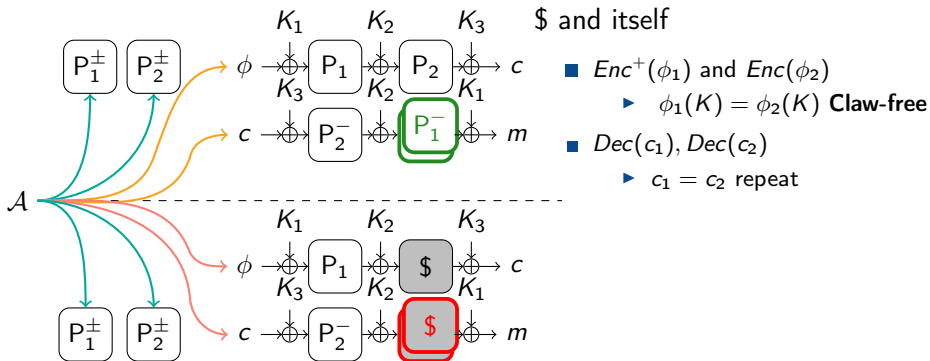 $ and itself
K₁ K₂ K₃
P₁± P₂± ϕ P₁ P₂ c
Enc⁺(ϕ₁) and Enc(ϕ₂)
K₃ K₂ K₁
ϕ₁(K) = ϕ₂(K) Claw-free
c P₂⁻ P₁⁻ m
Dec(c₁), Dec(c₂)
c₁ = c₂ repeat
A
K₁ K₂ K₃
ϕ P₁ $ c
K₃ K₂ K₁
P₁± P₂± c P₂⁻ $ m